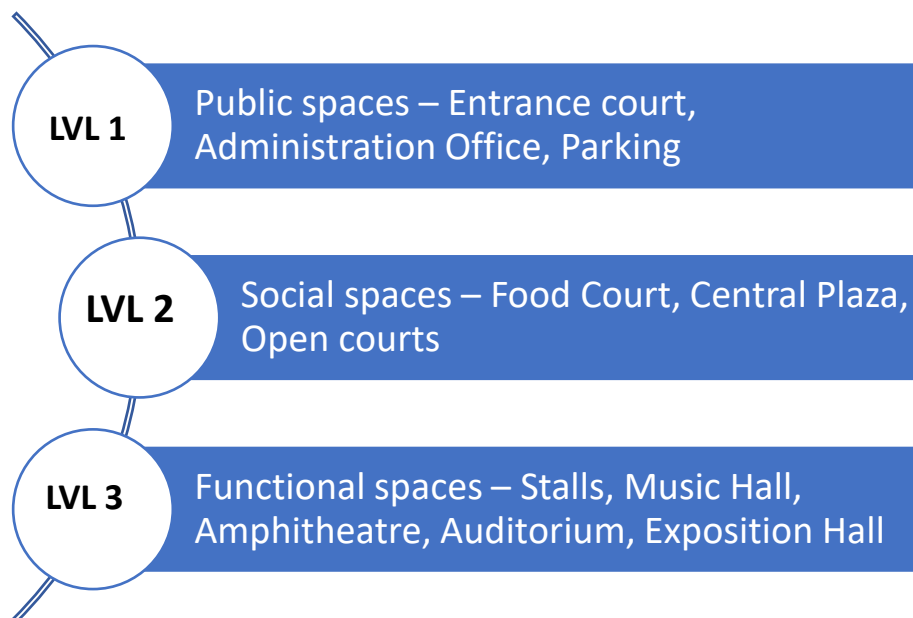 LVL 1
Public spaces – Entrance court,
Administration Office, Parking
LVL 2
Social spaces – Food Court, Central Plaza,
Open courts
LVL 3
Functional spaces – Stalls, Music Hall,
Amphitheatre, Auditorium, Exposition Hall